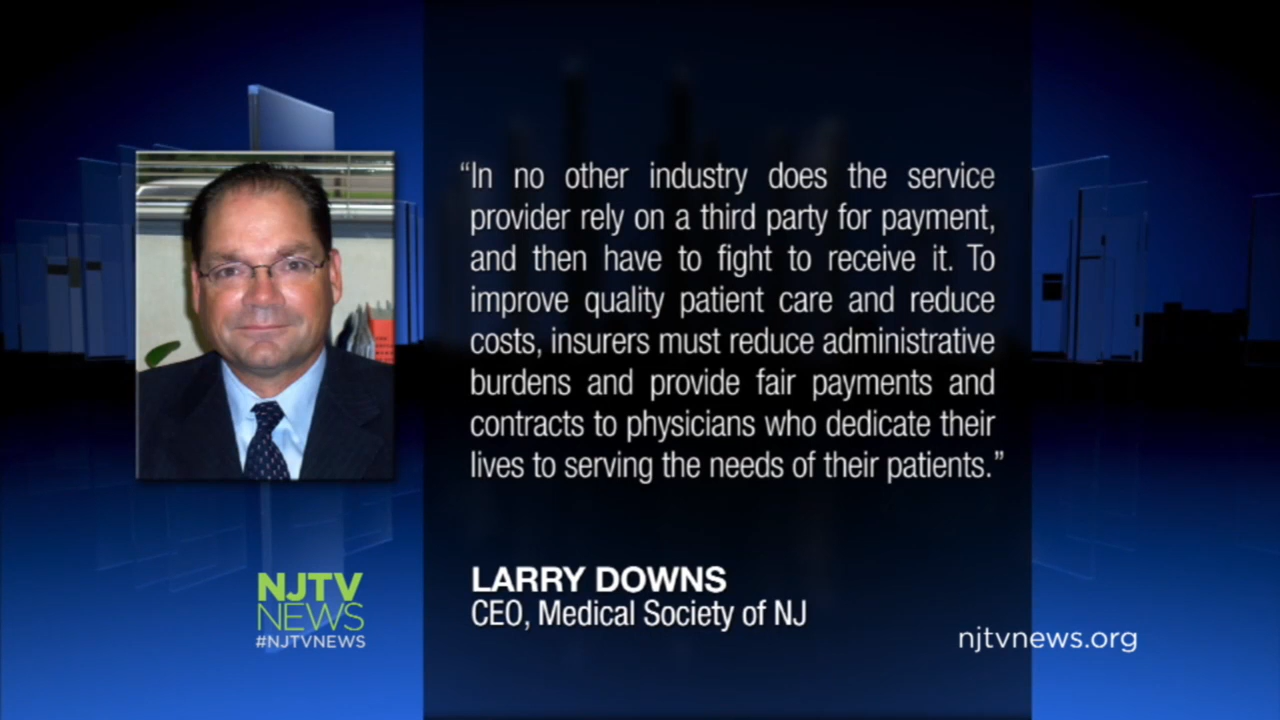 “In no other industry does the service
provider rely on a third party for payment,
and then have to fight to receive it. To
improve quality patient care and reduce
costs, insurers must reduce administrative
burdens and provide fair payments and
contracts to physicians who dedicate their
lives to serving the needs of their patients.”
LARRY DOWNS
CEO, Medical Society of NJ
NJTV
NEWS
#NJTVNEWS
njtvnews.org